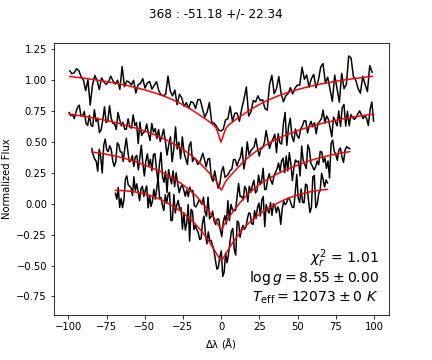 368 : -51.18 +/- 22.34
Normalized Flux
1.25
1.00
0.75
0.50
0.25
0.00
−0.25
−0.50
−0.75
χ²ᵣ = 1.01
log g = 8.55 ± 0.00
T_eff = 12073 ± 0 K
−100 −75 −50 −25 0 25 50 75 100
Δλ (Å)